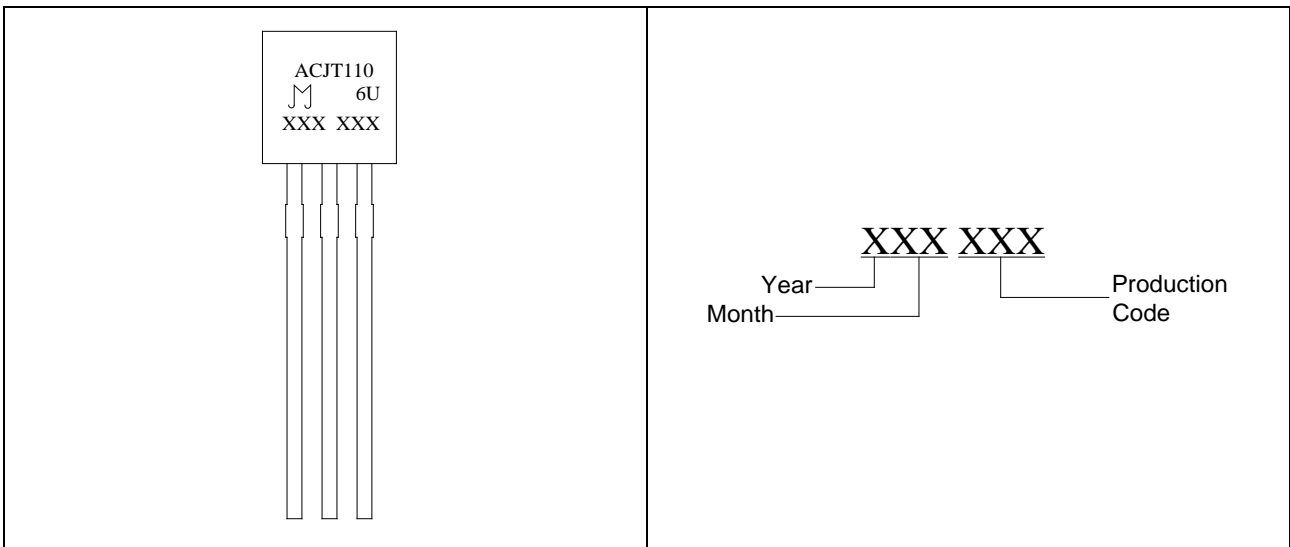 ACJT110
6U
XXX XXX
XXX XXX
Year
Month
Production
Code